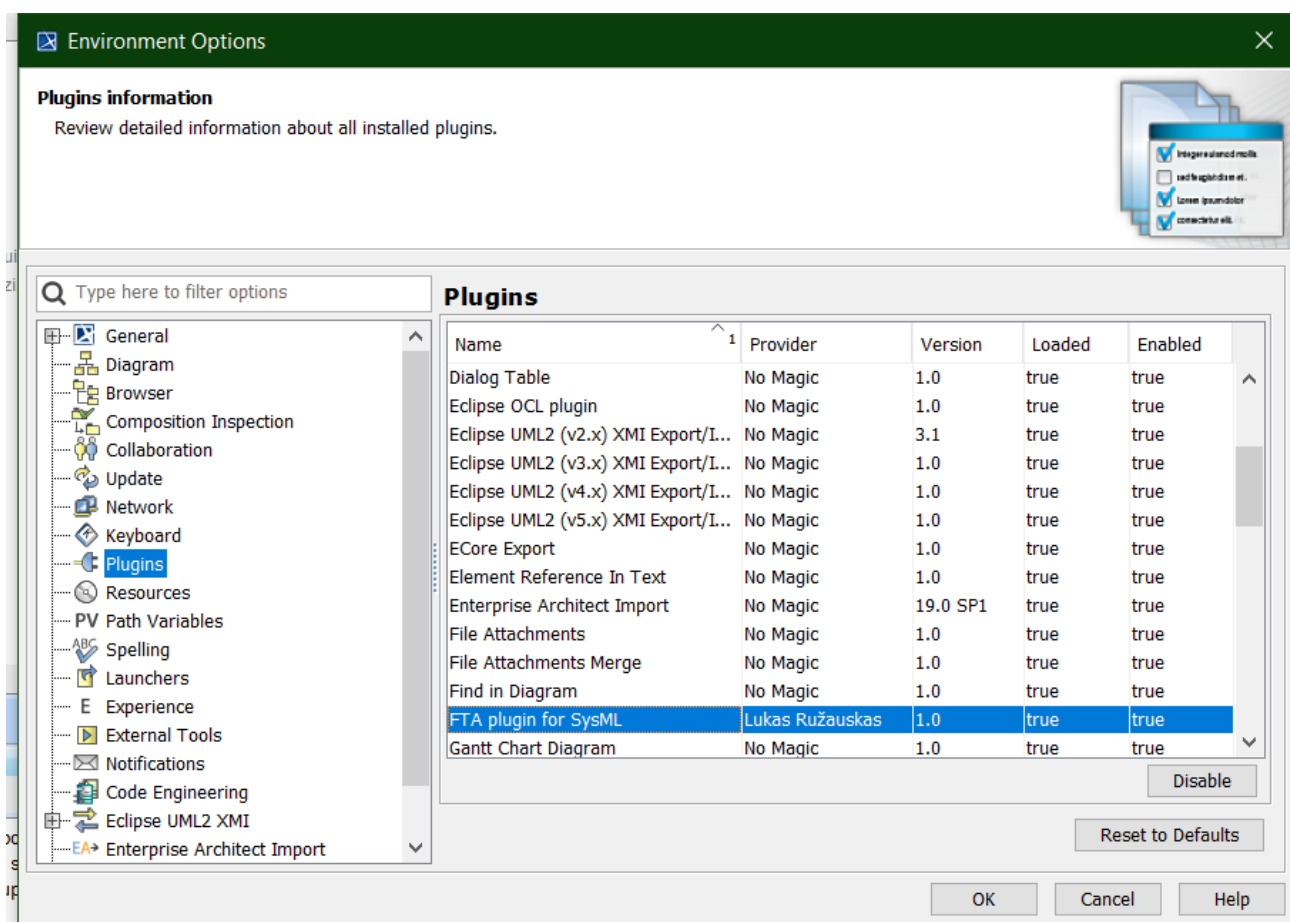 Environment Options
Plugins information
Review detailed information about all installed plugins.
Type here to filter options
General
Diagram
Browser
Composition Inspection
Collaboration
Update
Network
Keyboard
Plugins
Resources
PV Path Variables
ABC Spelling
Launchers
E Experience
External Tools
Notifications
Code Engineering
Eclipse UML2 XMI
EA Enterprise Architect Import
Plugins
Name 1 Provider Version Loaded Enabled
Dialog Table No Magic 1.0 true true
Eclipse OCL plugin No Magic 1.0 true true
Eclipse UML2 (v2.x) XMI Export/I... No Magic 3.1 true true
Eclipse UML2 (v3.x) XMI Export/I... No Magic 1.0 true true
Eclipse UML2 (v4.x) XMI Export/I... No Magic 1.0 true true
Eclipse UML2 (v5.x) XMI Export/I... No Magic 1.0 true true
ECore Export No Magic 1.0 true true
Element Reference In Text No Magic 1.0 true true
Enterprise Architect Import No Magic 19.0 SP1 true true
File Attachments No Magic 1.0 true true
File Attachments Merge No Magic 1.0 true true
Find in Diagram No Magic 1.0 true true
FTA plugin for SysML Lukas Ružauskas 1.0 true true
Gantt Chart Diagram No Magic 1.0 true true
Disable
Reset to Defaults
OK Cancel Help